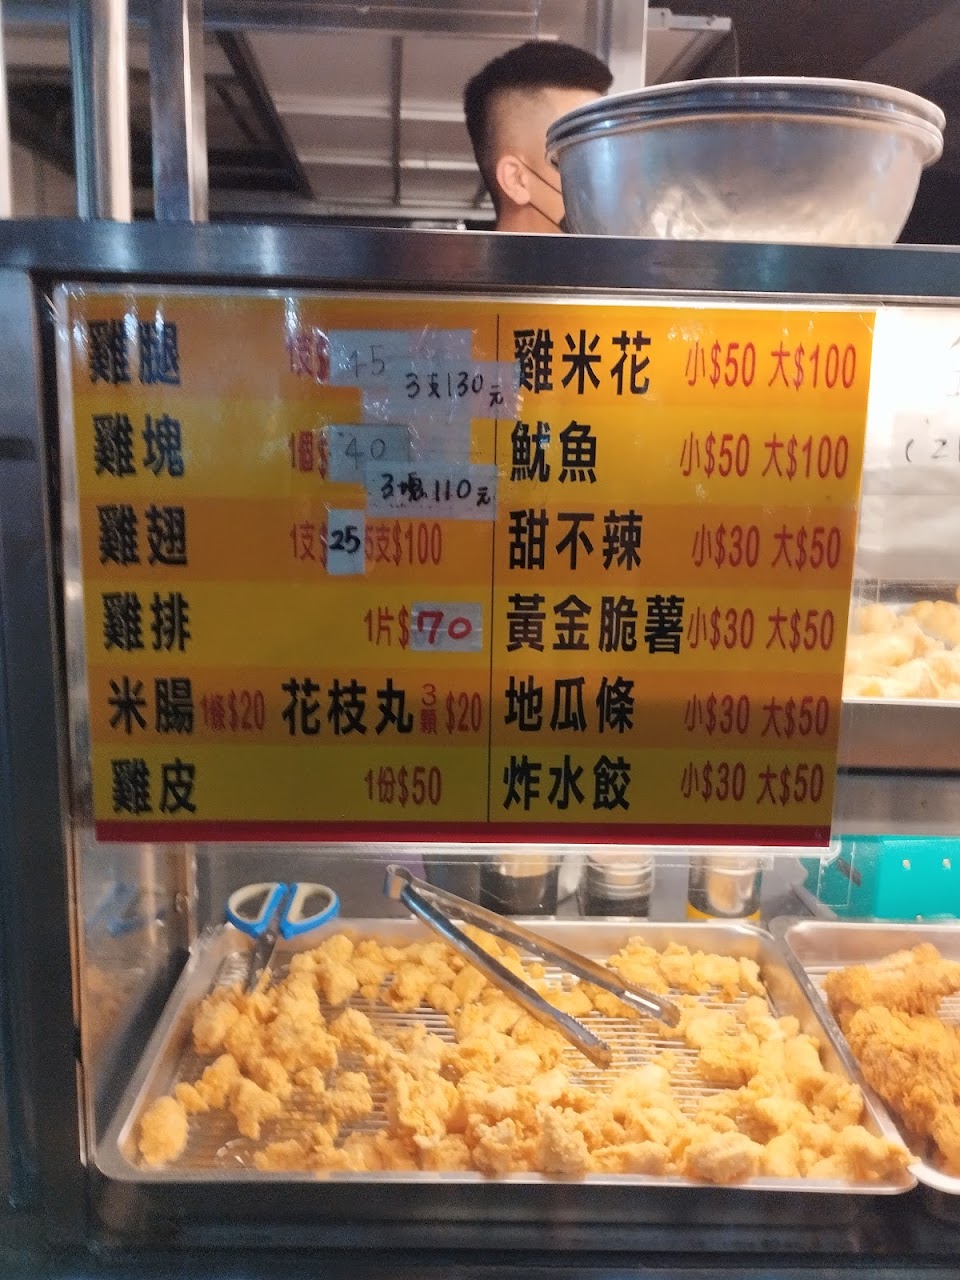 雞腿 1支$45 3支130元
雞塊 1個$40 3塊110元
雞翅 1支$25 5支$100
雞排 1片$70
米腸 1條$20 花枝丸 3顆 $20
雞皮 1份$50
雞米花 小$50 大$100
魷魚 小$50 大$100
甜不辣 小$30 大$50
黃金脆薯 小$30 大$50
地瓜條 小$30 大$50
炸水餃 小$30 大$50